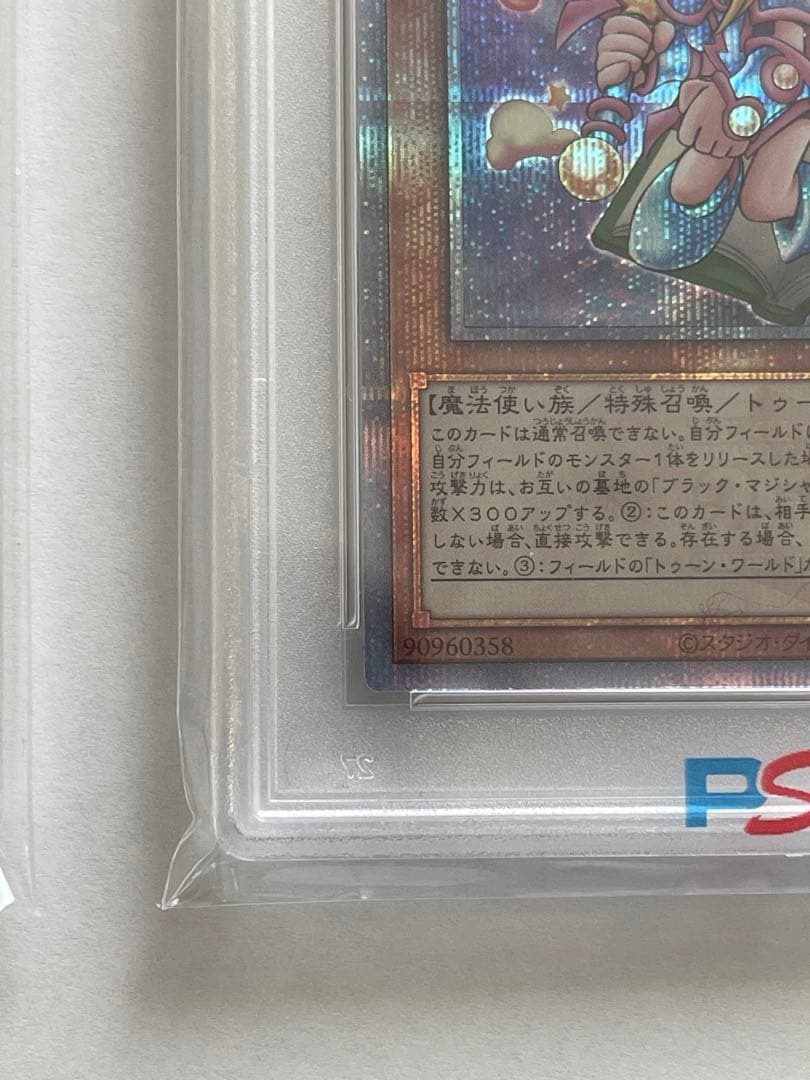 【魔法使い族／特殊召喚／トゥー
このカードは通常召喚できない。自分フィールドに
自分フィールドのモンスター1体をリリースした場
攻撃力は、お互いの墓地の「ブラック・マジシャ
数×300アップする。②：このカードは、相手
しない場合、直接攻撃できる。存在する場合、
できない。③：フィールドの「トゥーン・ワールド」が
90960358 ©スタジオ・ダイ
27
PS